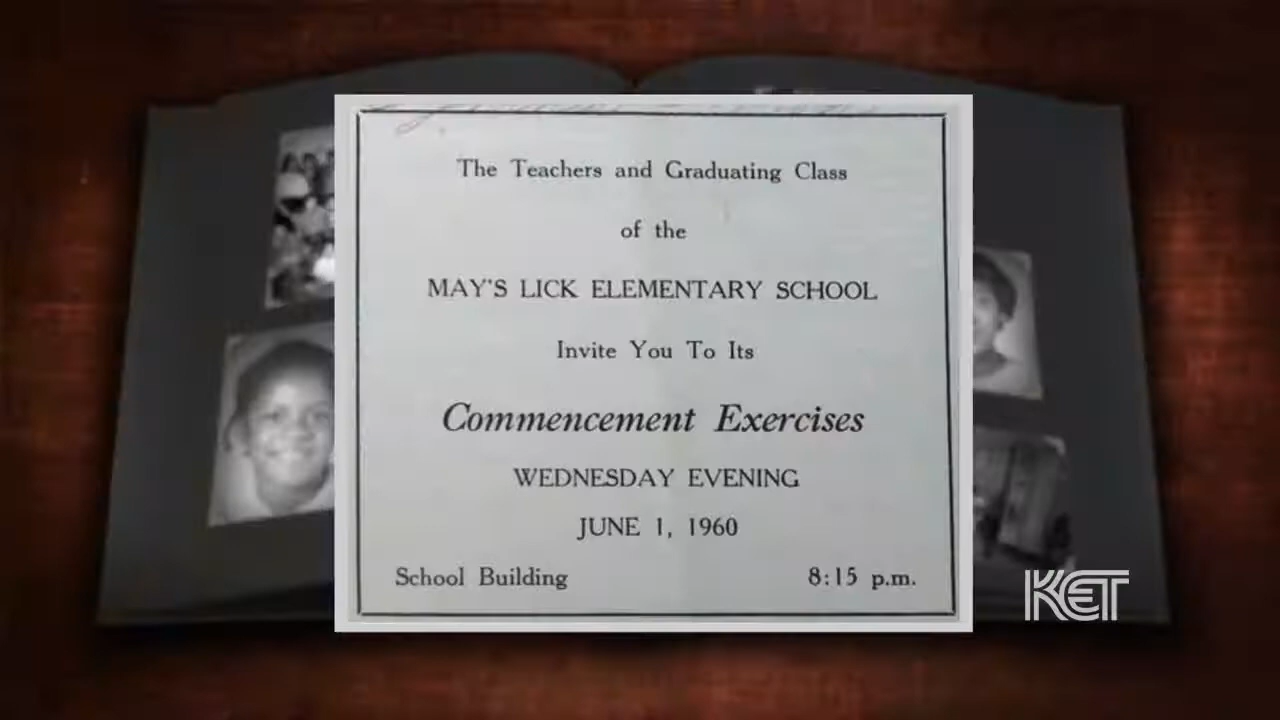 The Teachers and Graduating Class
of the
MAY'S LICK ELEMENTARY SCHOOL
Invite You To Its
Commencement Exercises
WEDNESDAY EVENING
JUNE 1, 1960
School Building 8:15 p.m.
KET